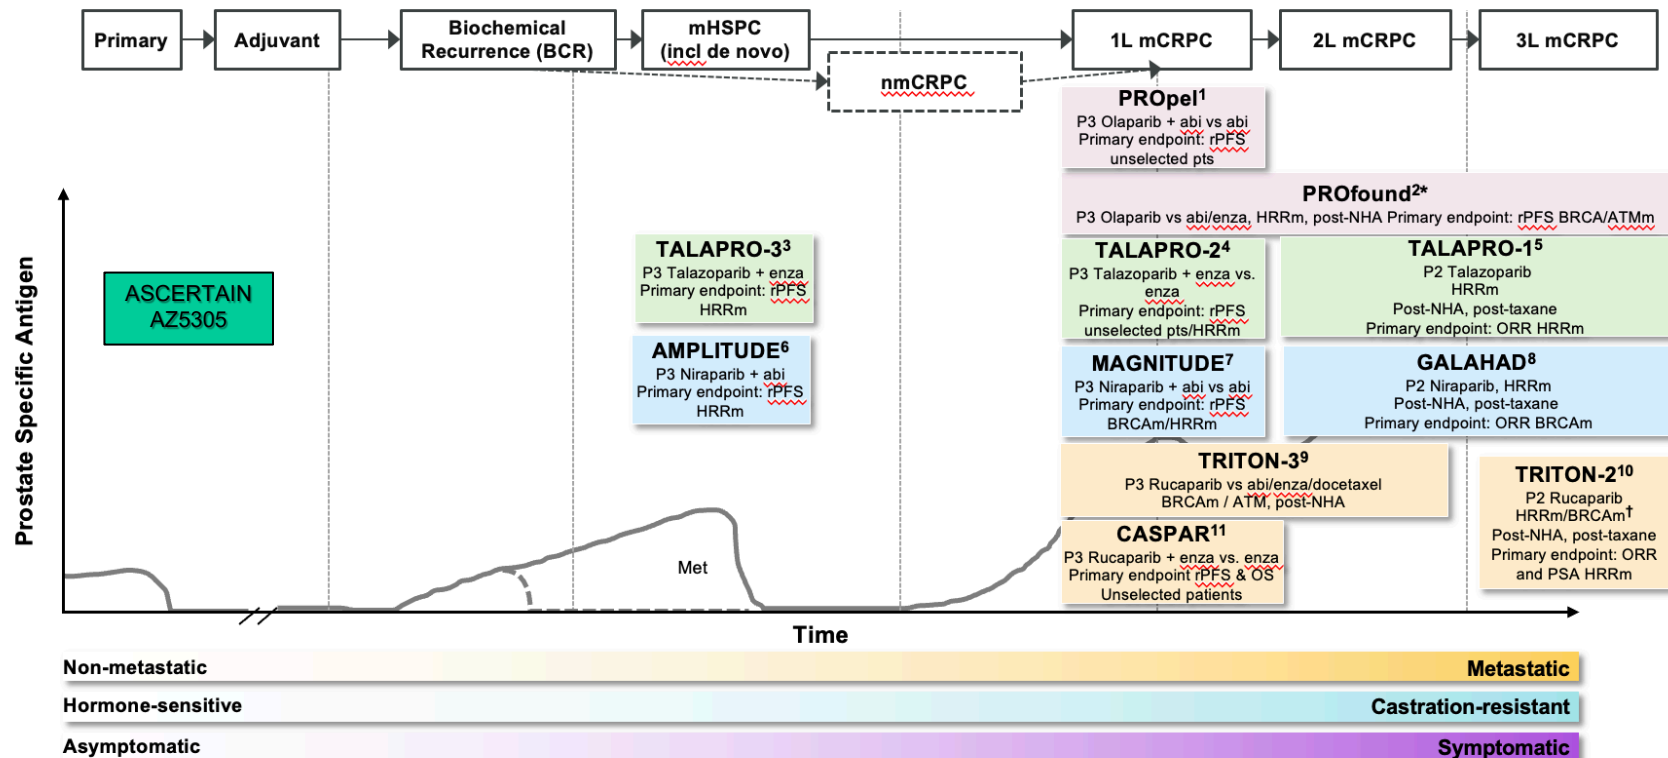 Primary
Adjuvant
Biochemical
Recurrence (BCR)
mHSPC
(incl de novo)
nmCRPC
1L mCRPC
2L mCRPC
3L mCRPC
PROpel¹
P3 Olaparib + abi vs abi
Primary endpoint: rPFS
unselected pts
PROfound²*
P3 Olaparib vs abi/enza, HRRm, post-NHA Primary endpoint: rPFS BRCA/ATMm
ASCERTAIN
AZ5305
TALAPRO-3³
P3 Talazoparib + enza
Primary endpoint: rPFS
HRRm
TALAPRO-2⁴
P3 Talazoparib + enza vs.
enza
Primary endpoint: rPFS
unselected pts/HRRm
TALAPRO-1⁵
P2 Talazoparib
HRRm
Post-NHA, post-taxane
Primary endpoint: ORR HRRm
AMPLITUDE⁶
P3 Niraparib + abi
Primary endpoint: rPFS
HRRm
MAGNITUDE⁷
P3 Niraparib + abi vs abi
Primary endpoint: rPFS
BRCAm/HRRm
GALAHAD⁸
P2 Niraparib, HRRm
Post-NHA, post-taxane
Primary endpoint: ORR BRCAm
TRITON-3⁹
P3 Rucaparib vs abi/enza/docetaxel
BRCAm / ATM, post-NHA
TRITON-2¹⁰
P2 Rucaparib
HRRm/BRCAm†
Post-NHA, post-taxane
Primary endpoint: ORR
and PSA HRRm
CASPAR¹¹
P3 Rucaparib + enza vs. enza
Primary endpoint rPFS & OS
Unselected patients
Met
Prostate Specific Antigen
Time
Non-metastatic
Metastatic
Hormone-sensitive
Castration-resistant
Asymptomatic
Symptomatic